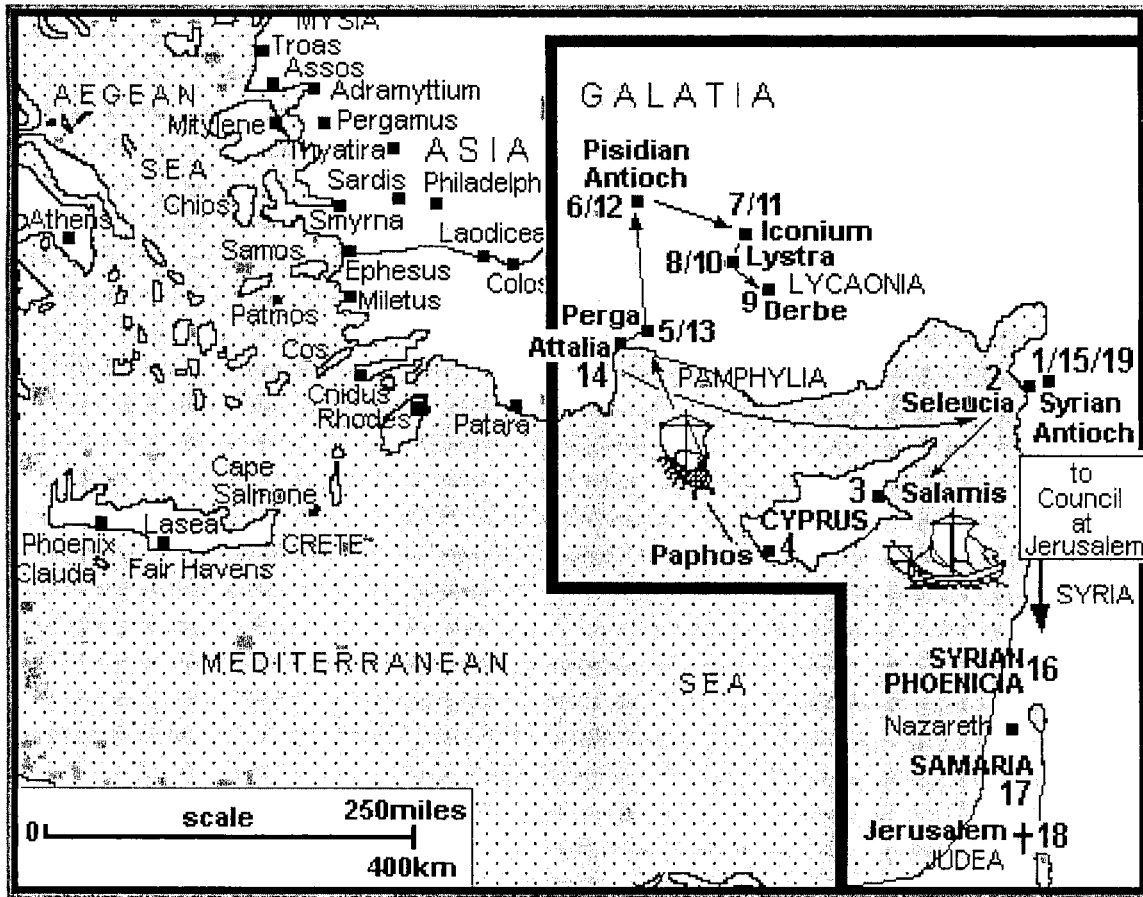 MYSIA
Troas
Assos
AEGEAN
Adramyttium
GALATIA
Mitylene
Pergamus
Thyatira
ASIA
Pisidian
Antioch
SEA
Sardis
Philadelph
6/12
7/11
Chios
Smyrna
Iconium
Athens
Samos
Laodicea
8/10
Lystra
Ephesus
Colos
LYCAONIA
Patmos
Miletus
9
Derbe
Perga
5/13
Cos
Attalia
14
PAMPHYLIA
2
1/15/19
Cnidus
Rhodes
Patara
Seleucia
Syrian
Antioch
Cape
Salmone
3
Salamis
to
Council
at
Jerusalem
Lasea
CYPRUS
Phoenix
CRETE
Paphos
4
Clauda
Fair Havens
SYRIA
MEDITERRANEAN
SEA
SYRIAN
PHOENICIA
16
Nazareth
SAMARIA
17
scale
250miles
0
400km
Jerusalem
18
JUDEA